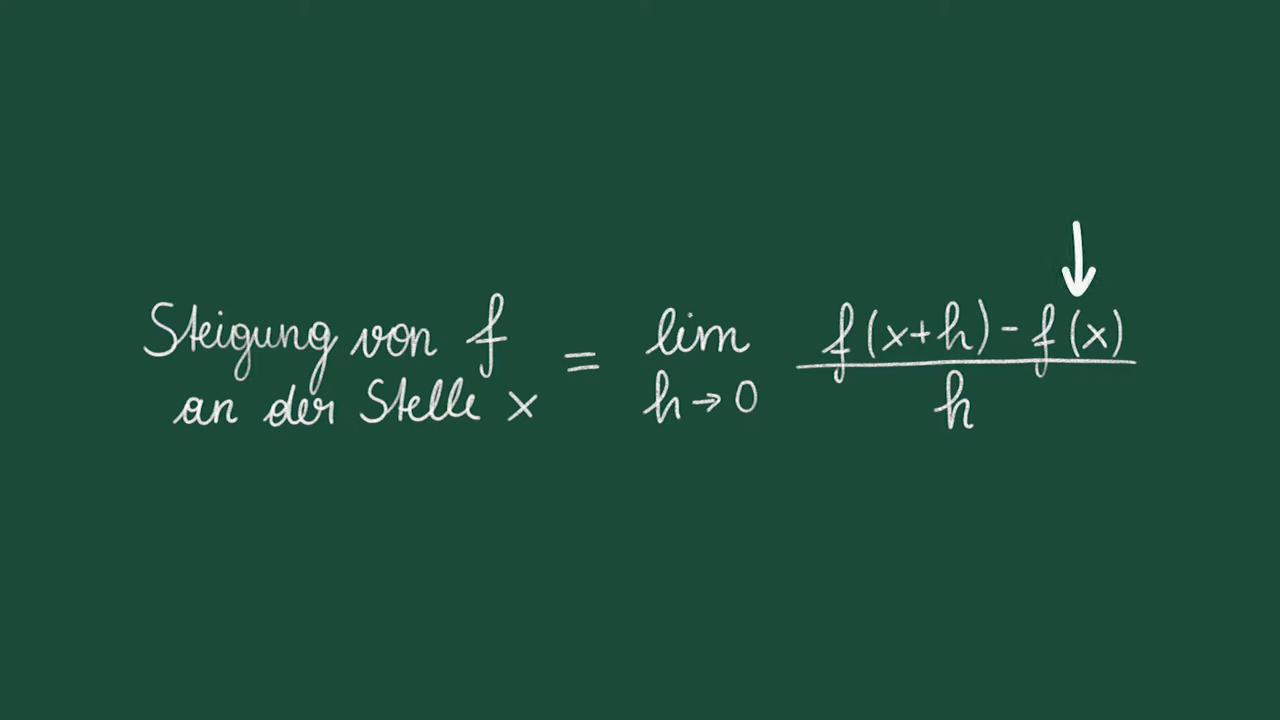 Steigung von f
an der Stelle x
=
lim
h → 0
f(x+h) - f(x)
h